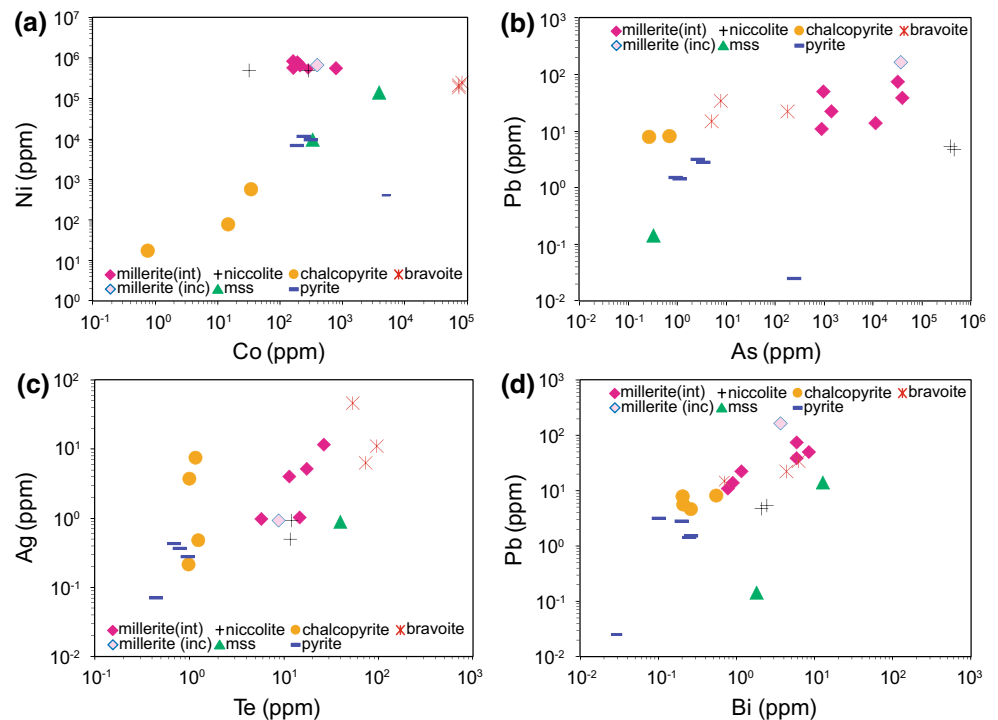 (a)
Ni (ppm)
10^7
10^6
10^5
10^4
10^3
10^2
10^1
10^0
millerite(int) niccolite chalcopyrite bravoite
millerite (inc) mss pyrite
10^-1 10^0 10^1 10^2 10^3 10^4 10^5
Co (ppm)
(b)
Pb (ppm)
10^3
10^2
10^1
10^0
10^-1
10^-2
millerite(int) niccolite chalcopyrite bravoite
millerite (inc) mss pyrite
10^-2 10^-1 10^0 10^1 10^2 10^3 10^4 10^5 10^6
As (ppm)
(c)
Ag (ppm)
10^2
10^1
10^0
10^-1
10^-2
millerite(int) niccolite chalcopyrite bravoite
millerite (inc) mss pyrite
10^-1 10^0 10^1 10^2 10^3
Te (ppm)
(d)
Pb (ppm)
10^3
10^2
10^1
10^0
10^-1
10^-2
millerite(int) niccolite chalcopyrite bravoite
millerite (inc) mss pyrite
10^-2 10^-1 10^0 10^1 10^2 10^3
Bi (ppm)